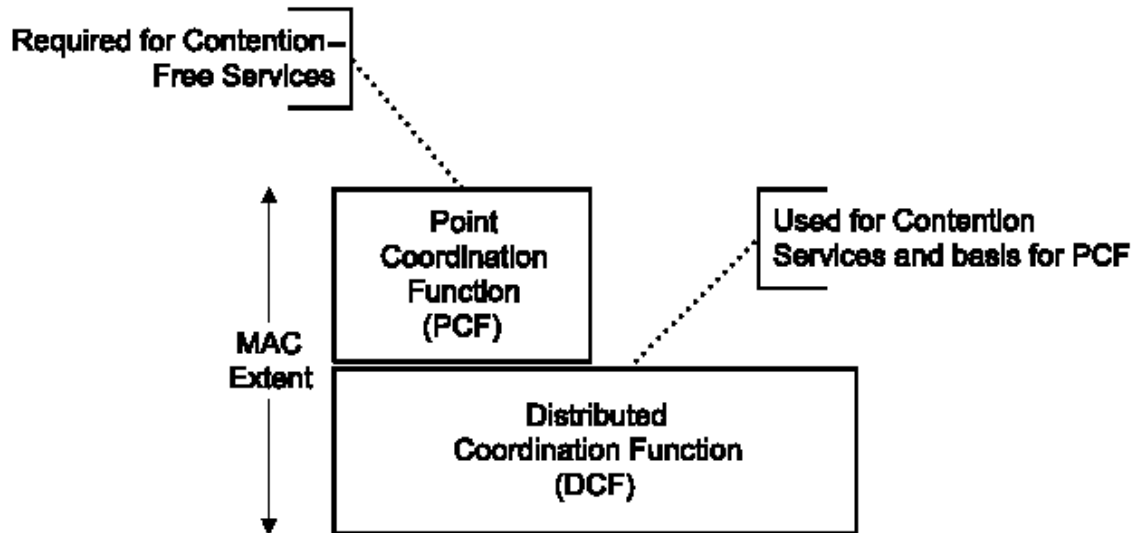 Required for Contention–
Free Services
Point
Coordination
Function
(PCF)
Used for Contention
Services and basis for PCF
MAC
Extent
Distributed
Coordination Function
(DCF)